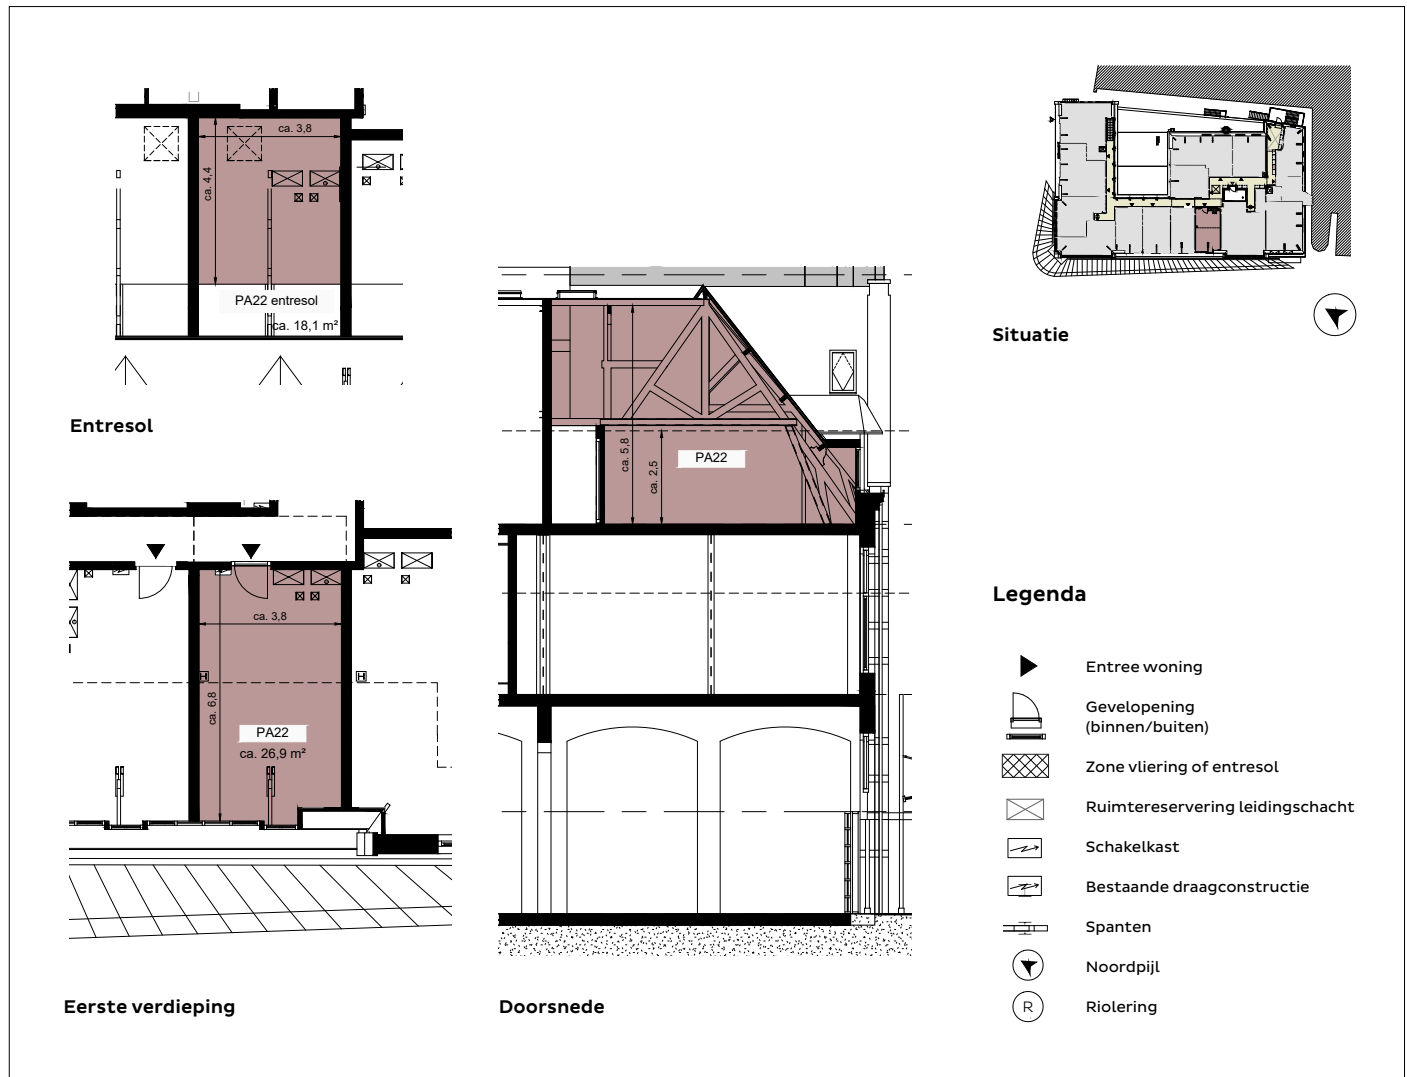 ca. 3,8
ca. 4,4
PA22 entresol
ca. 18,1 m²
Entresol
ca. 3,8
ca. 6,8
PA22
ca. 26,9 m²
Eerste verdieping
ca. 5,8
ca. 2,5
PA22
Doorsnede
Situatie
Legenda
Entree woning
Gevelopening
(binnen/buiten)
Zone vliering of entresol
Ruimtereservering leidingschacht
Schakelkast
Bestaande draagconstructie
Spanten
Noordpijl
R
Riolering